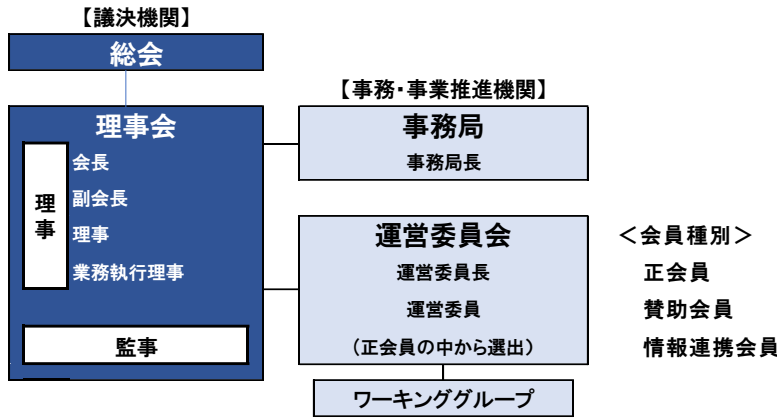 【議決機関】
総会
理事会
理事
会長
副会長
理事
業務執行理事
監事
【事務・事業推進機関】
事務局
事務局長
運営委員会
運営委員長
運営委員
(正会員の中から選出)
ワーキンググループ
＜会員種別＞
正会員
賛助会員
情報連携会員